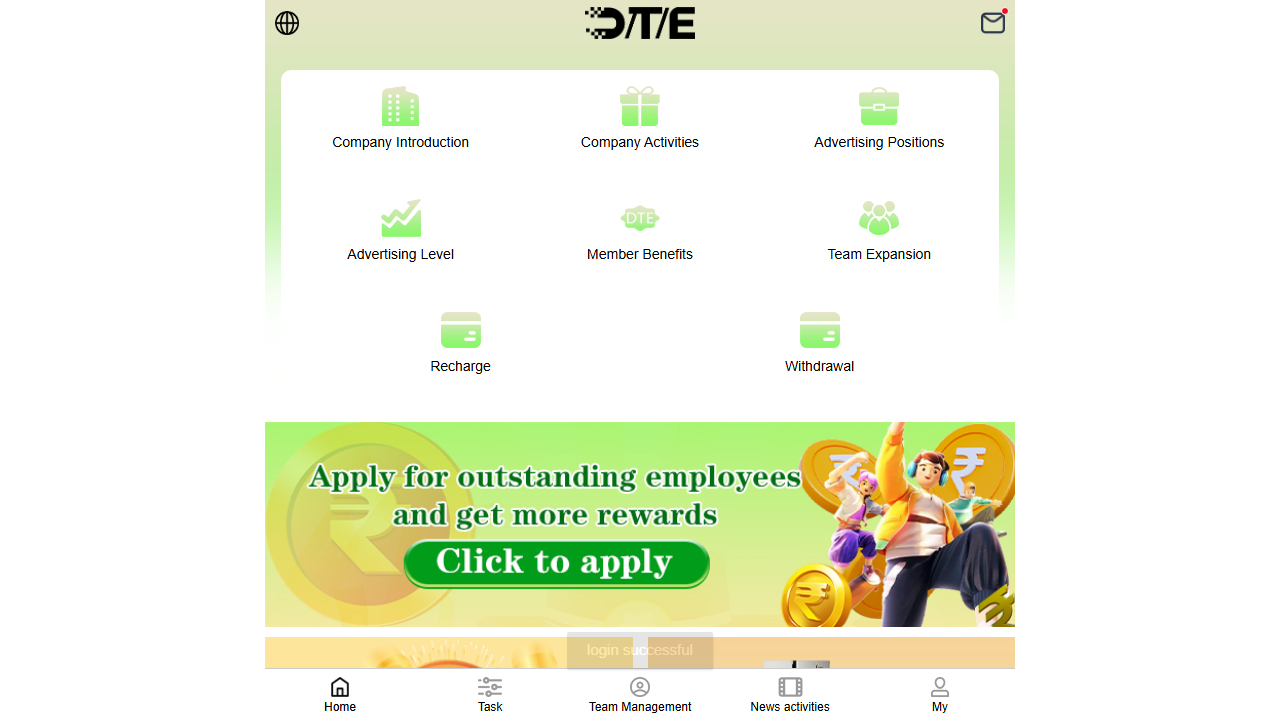 D/T/E
Company Introduction
Company Activities
Advertising Positions
Advertising Level
DTE
Member Benefits
Team Expansion
Recharge
Withdrawal
Apply for outstanding employees
and get more rewards
Click to apply
login successful
Home
Task
Team Management
News activities
My